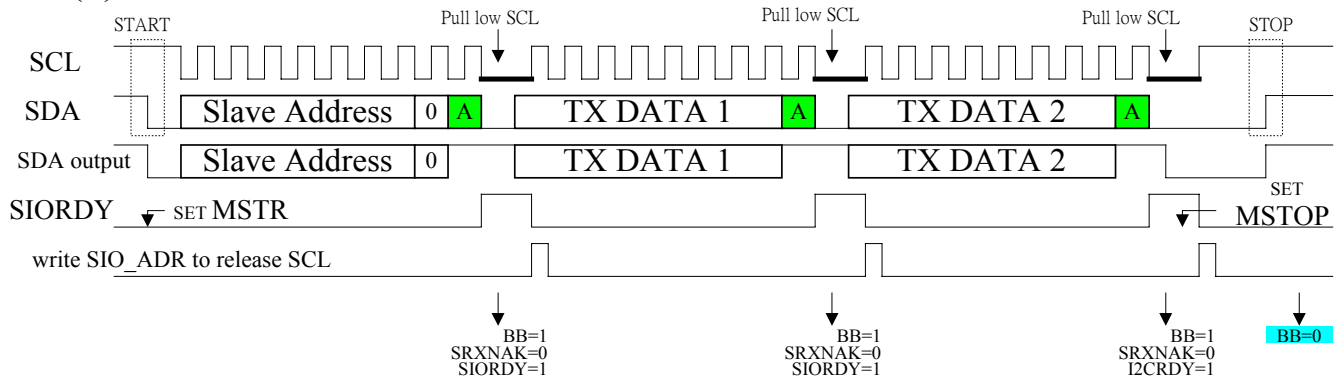 START
Pull low SCL
Pull low SCL
Pull low SCL
STOP
SCL
SDA
Slave Address 0 A
TX DATA 1 A
TX DATA 2 A
SDA output
Slave Address 0
TX DATA 1
TX DATA 2
SIORDY
SET MSTR
SET
MSTOP
write SIO_ADR to release SCL
BB=1
SRXNAK=0
SIORDY=1
BB=1
SRXNAK=0
SIORDY=1
BB=1
SRXNAK=0
I2CRDY=1
BB=0